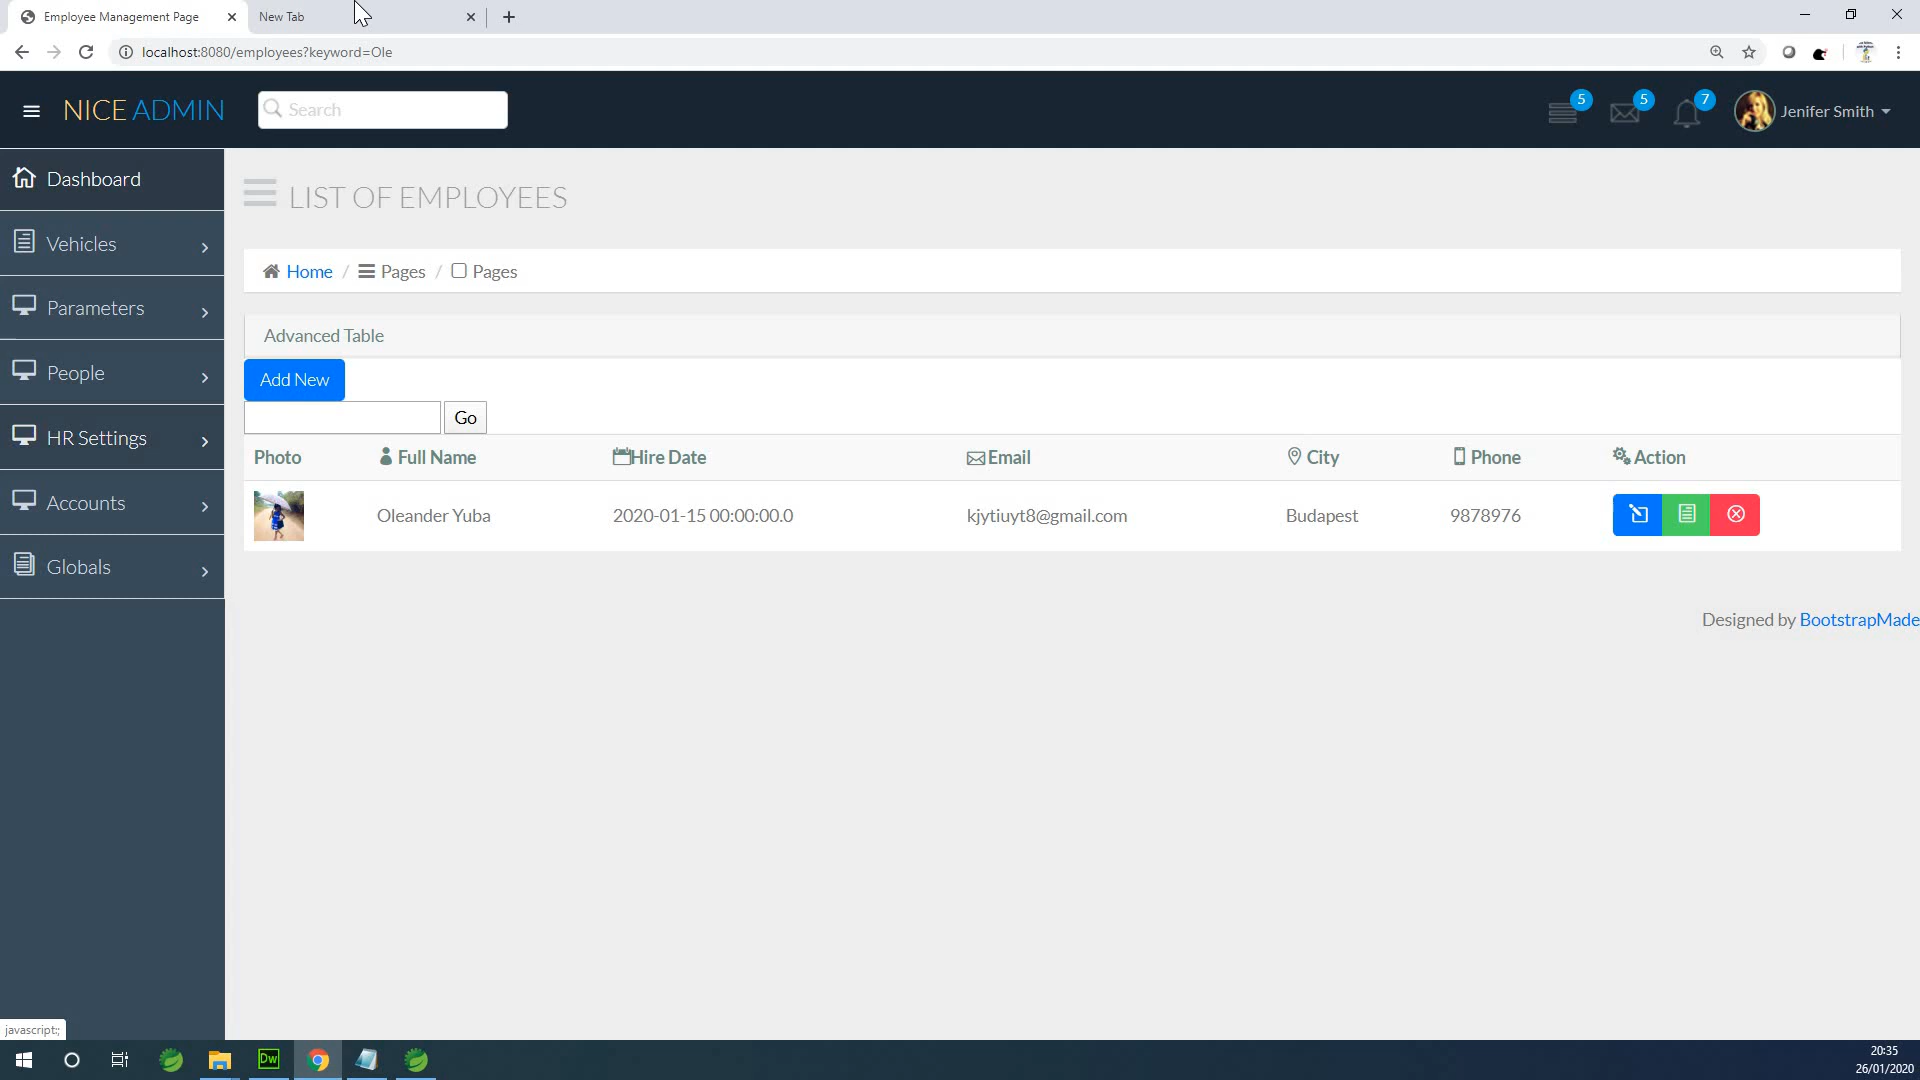 Employee Management Page
New Tab
localhost:8080/employees?keyword=Ole
NICE ADMIN
Search
5
5
7
Jenifer Smith
Dashboard
Vehicles
Parameters
People
HR Settings
Accounts
Globals
LIST OF EMPLOYEES
Home / Pages / Pages
Advanced Table
Add New
Go
Photo Full Name Hire Date Email City Phone Action
Oleander Yuba 2020-01-15 00:00:00.0 kjytiuyt8@gmail.com Budapest 9878976
Designed by BootstrapMade
javascript:;
Dw
20:35
26/01/2020